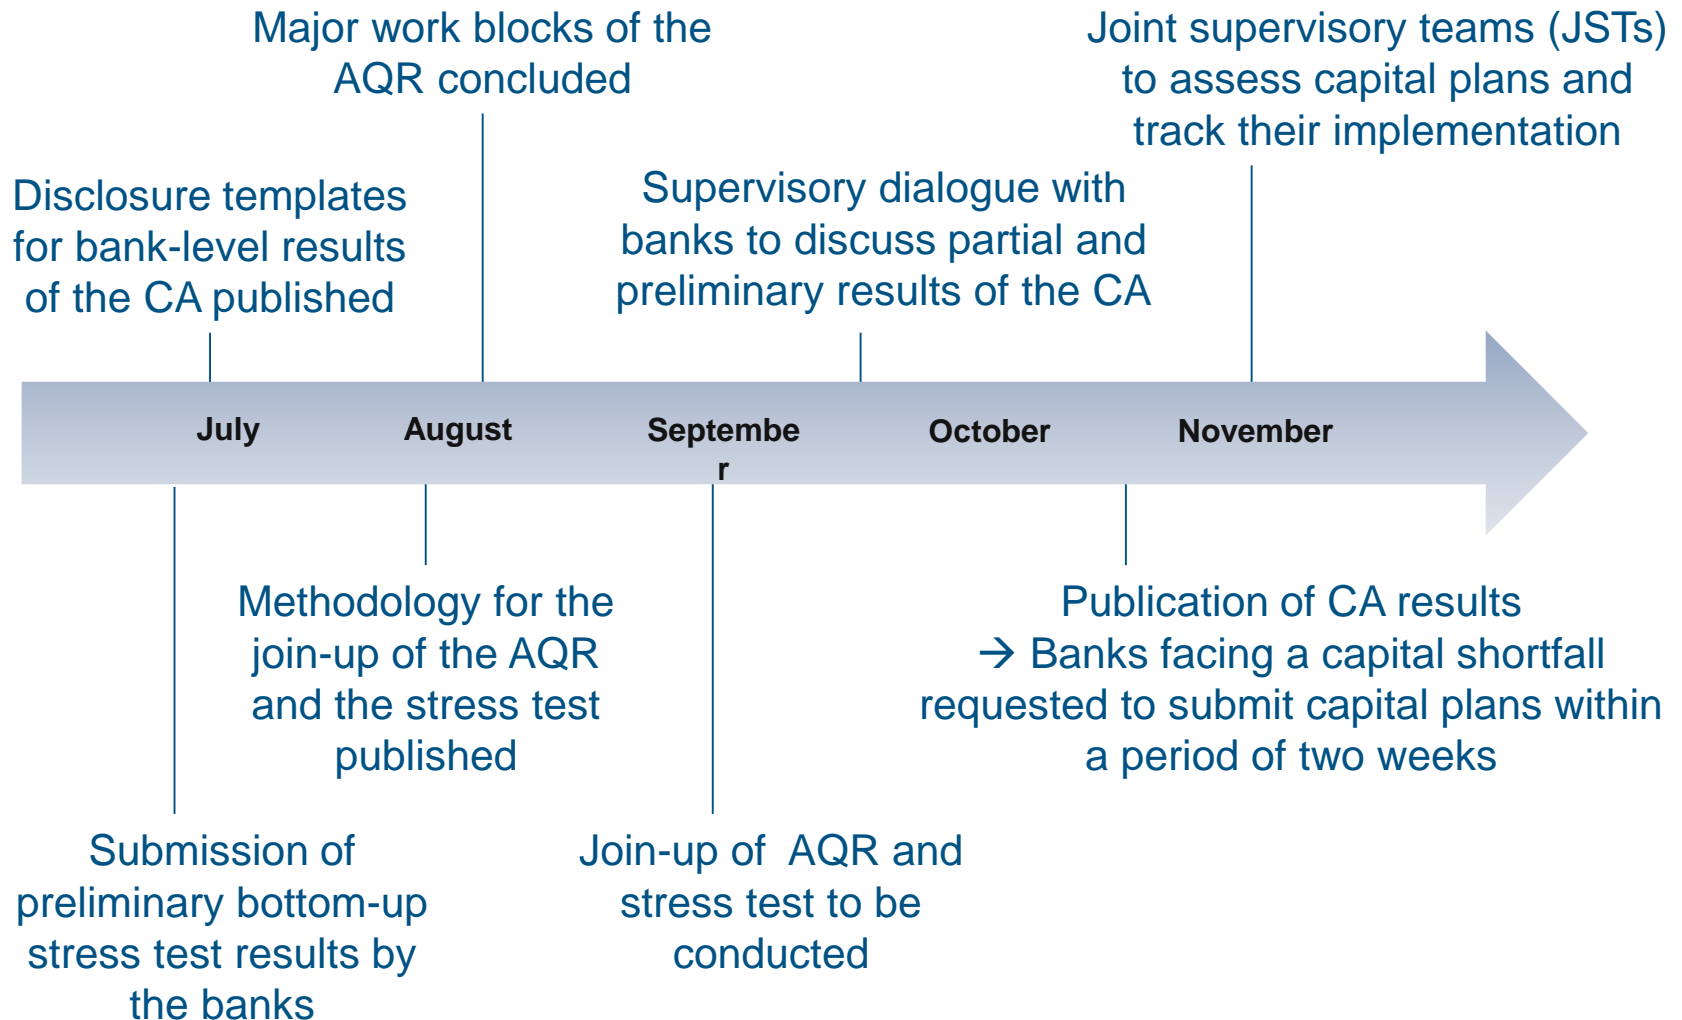 Major work blocks of the
AQR concluded
Joint supervisory teams (JSTs)
to assess capital plans and
track their implementation
Disclosure templates
for bank-level results
of the CA published
Supervisory dialogue with
banks to discuss partial and
preliminary results of the CA
July
August
Septembe
r
October
November
Methodology for the
join-up of the AQR
and the stress test
published
Publication of CA results
→ Banks facing a capital shortfall
requested to submit capital plans within
a period of two weeks
Submission of
preliminary bottom-up
stress test results by
the banks
Join-up of AQR and
stress test to be
conducted